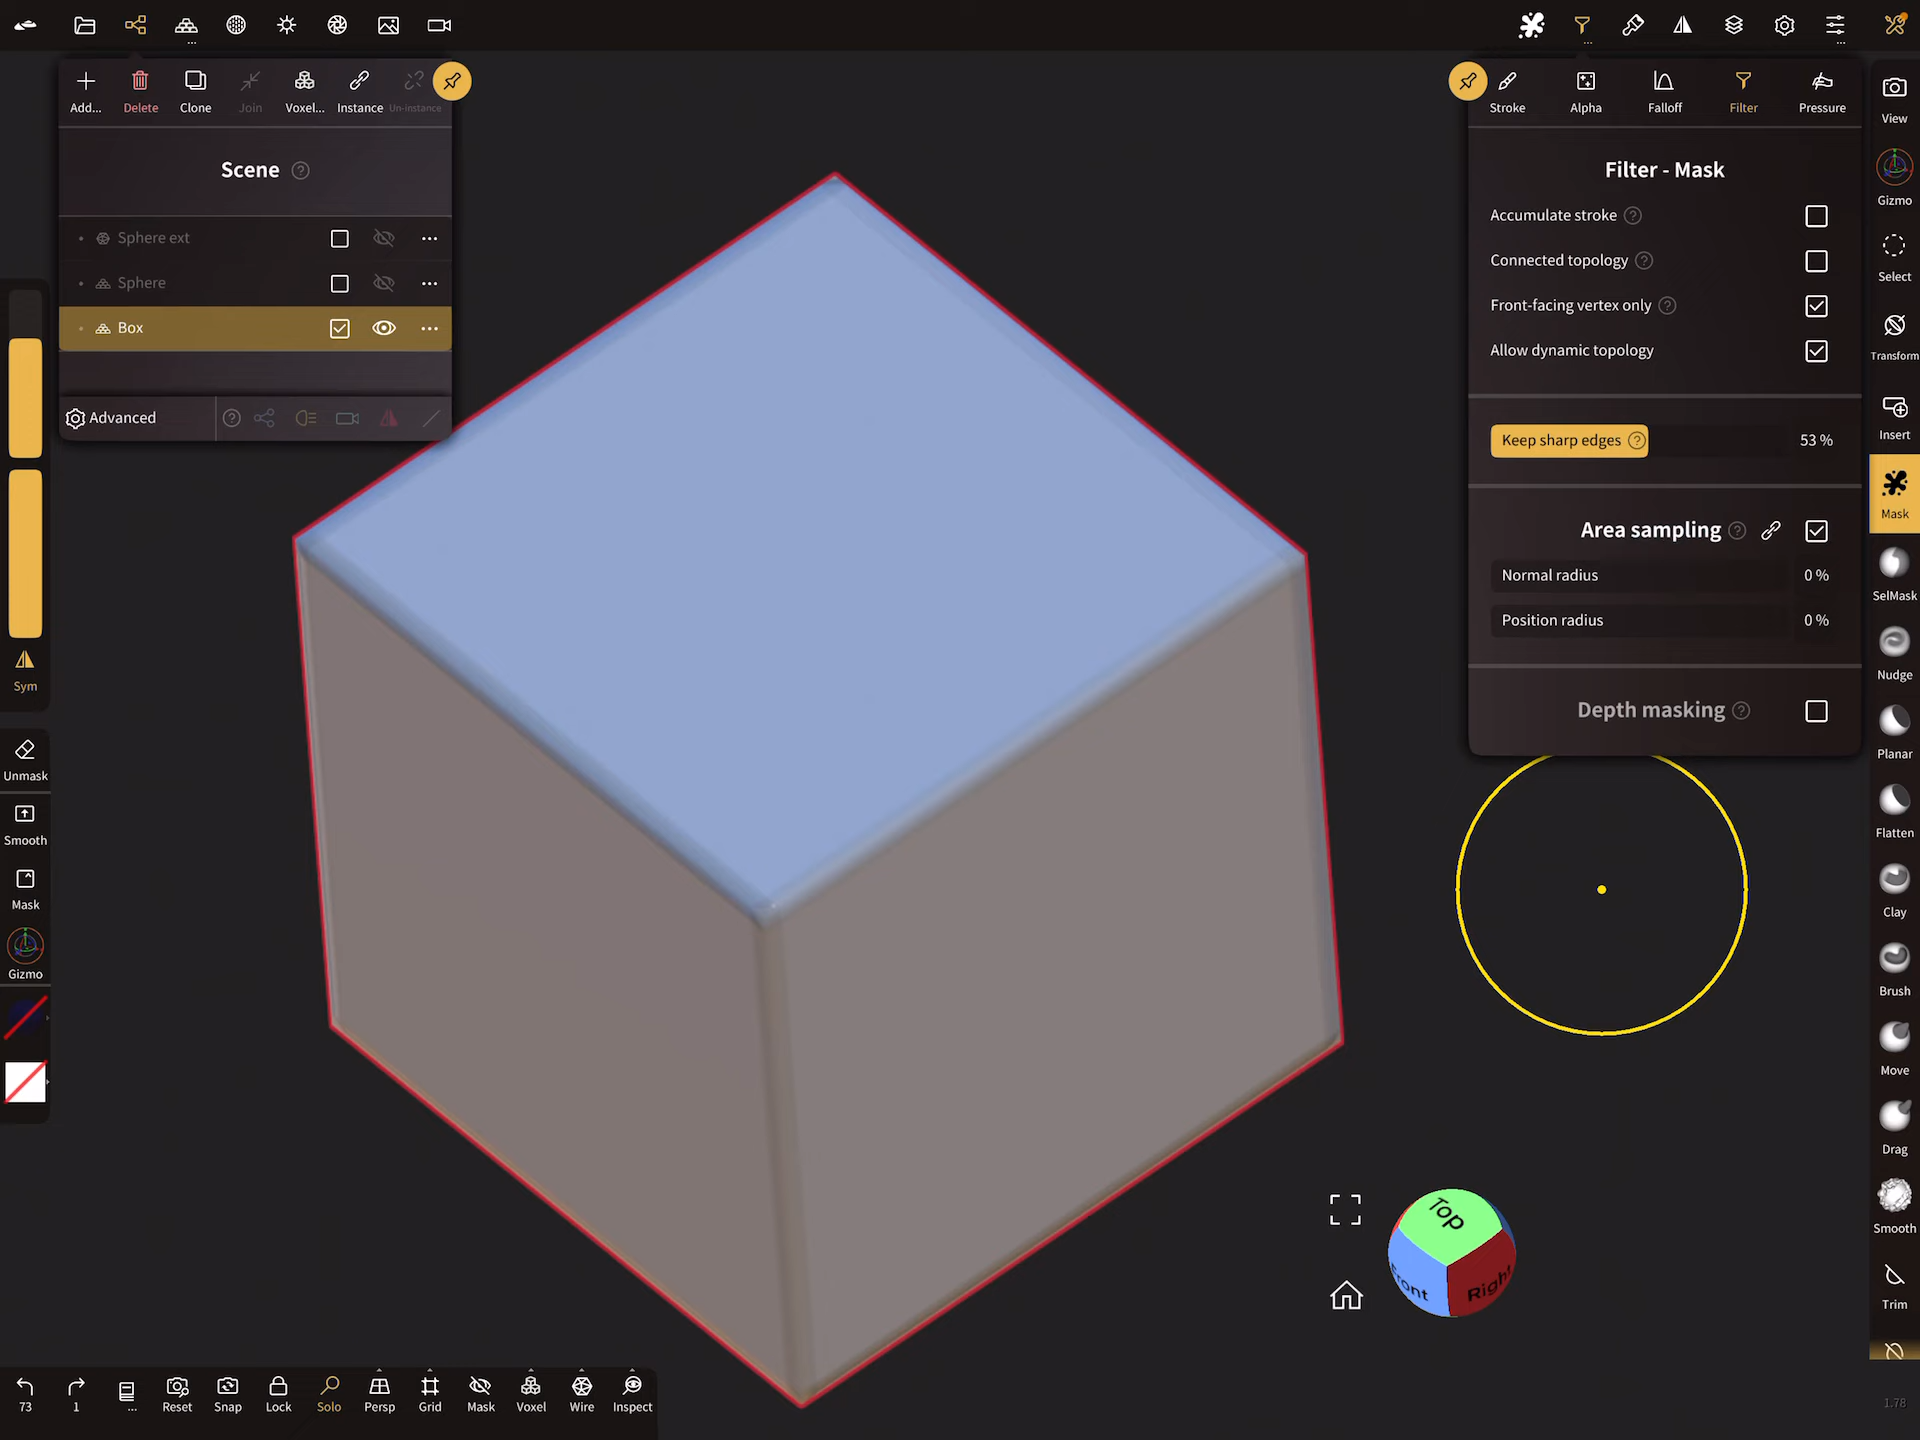 Add...
Delete
Clone
Join
Voxel...
Instance
Un-instance
Scene
Sphere ext
Sphere
Box
Advanced
Sym
Unmask
Smooth
Mask
Gizmo
Stroke
Alpha
Falloff
Filter
Pressure
Filter - Mask
Accumulate stroke
Connected topology
Front-facing vertex only
Allow dynamic topology
Keep sharp edges 53 %
Area sampling
Normal radius 0 %
Position radius 0 %
Depth masking
View
Gizmo
Select
Transform
Insert
Mask
SelMask
Nudge
Planar
Flatten
Clay
Brush
Move
Drag
Smooth
Trim
Top
Front
Right
73
1
...
Reset
Snap
Lock
Solo
Persp
Grid
Mask
Voxel
Wire
Inspect
1.78